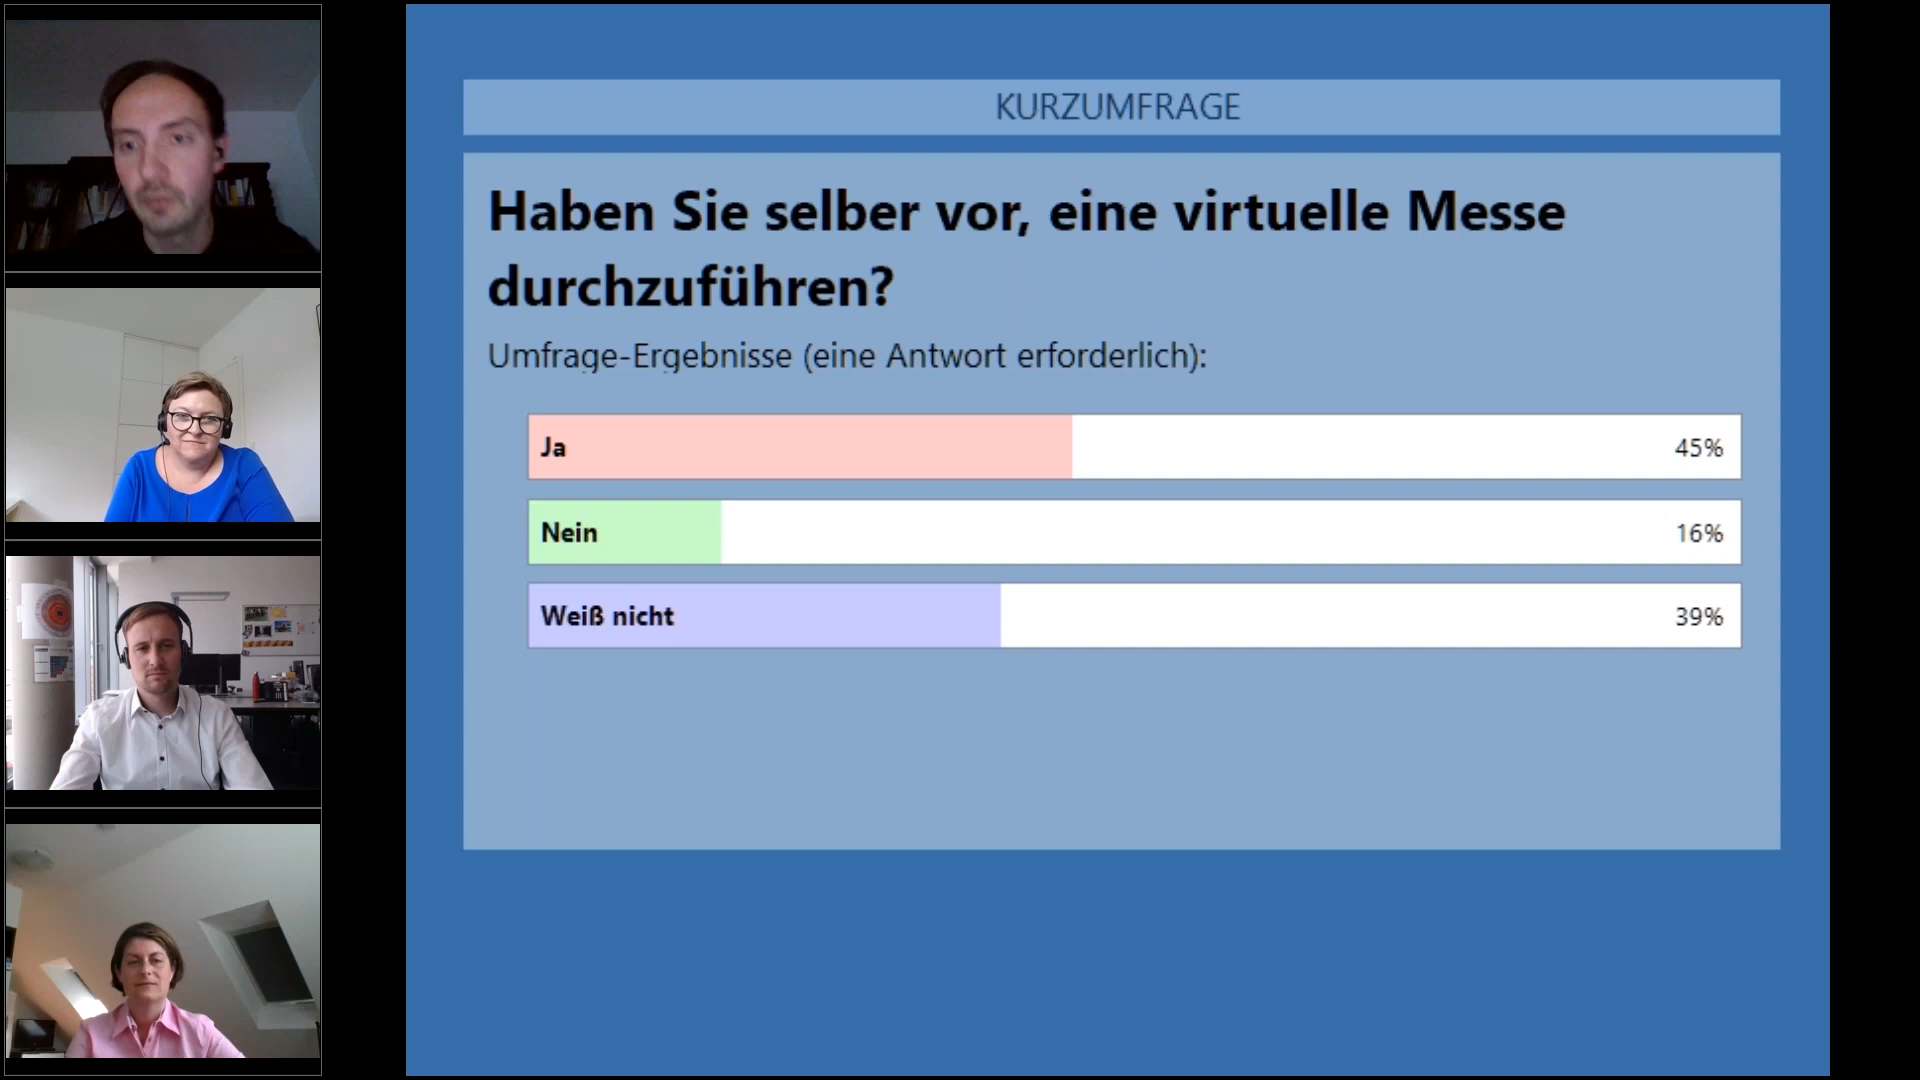 KURZUMFRAGE
Haben Sie selber vor, eine virtuelle Messe
durchzuführen?
Umfrage-Ergebnisse (eine Antwort erforderlich):
Ja 45%
Nein 16%
Weiß nicht 39%